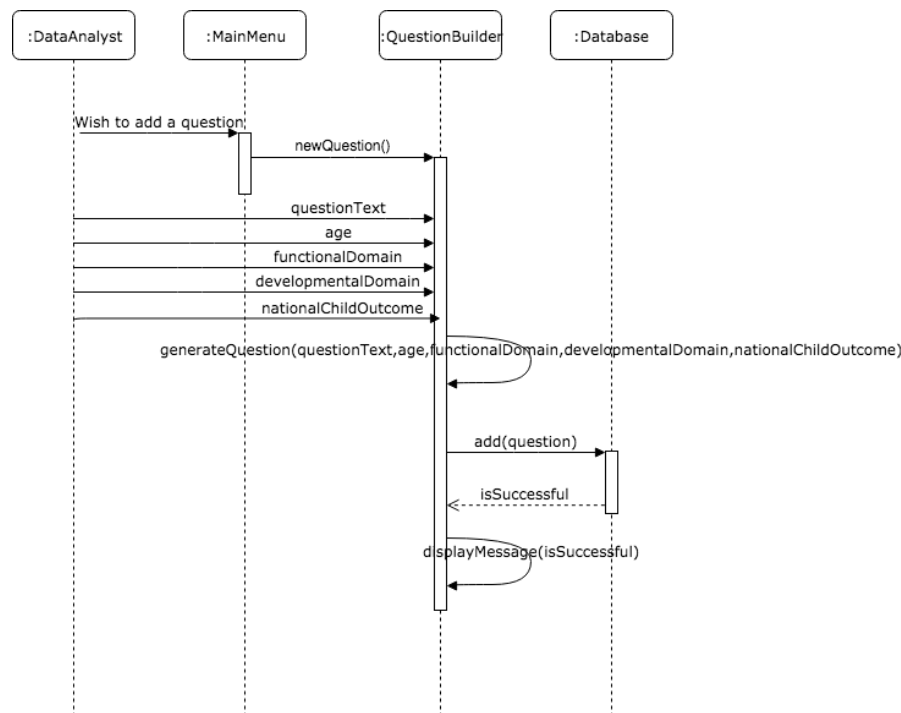 :DataAnalyst
:MainMenu
:QuestionBuilder
:Database
Wish to add a question
newQuestion()
questionText
age
functionalDomain
developmentalDomain
nationalChildOutcome
generateQuestion(questionText,age,functionalDomain,developmentalDomain,nationalChildOutcome)
add(question)
isSuccessful
displayMessage(isSuccessful)